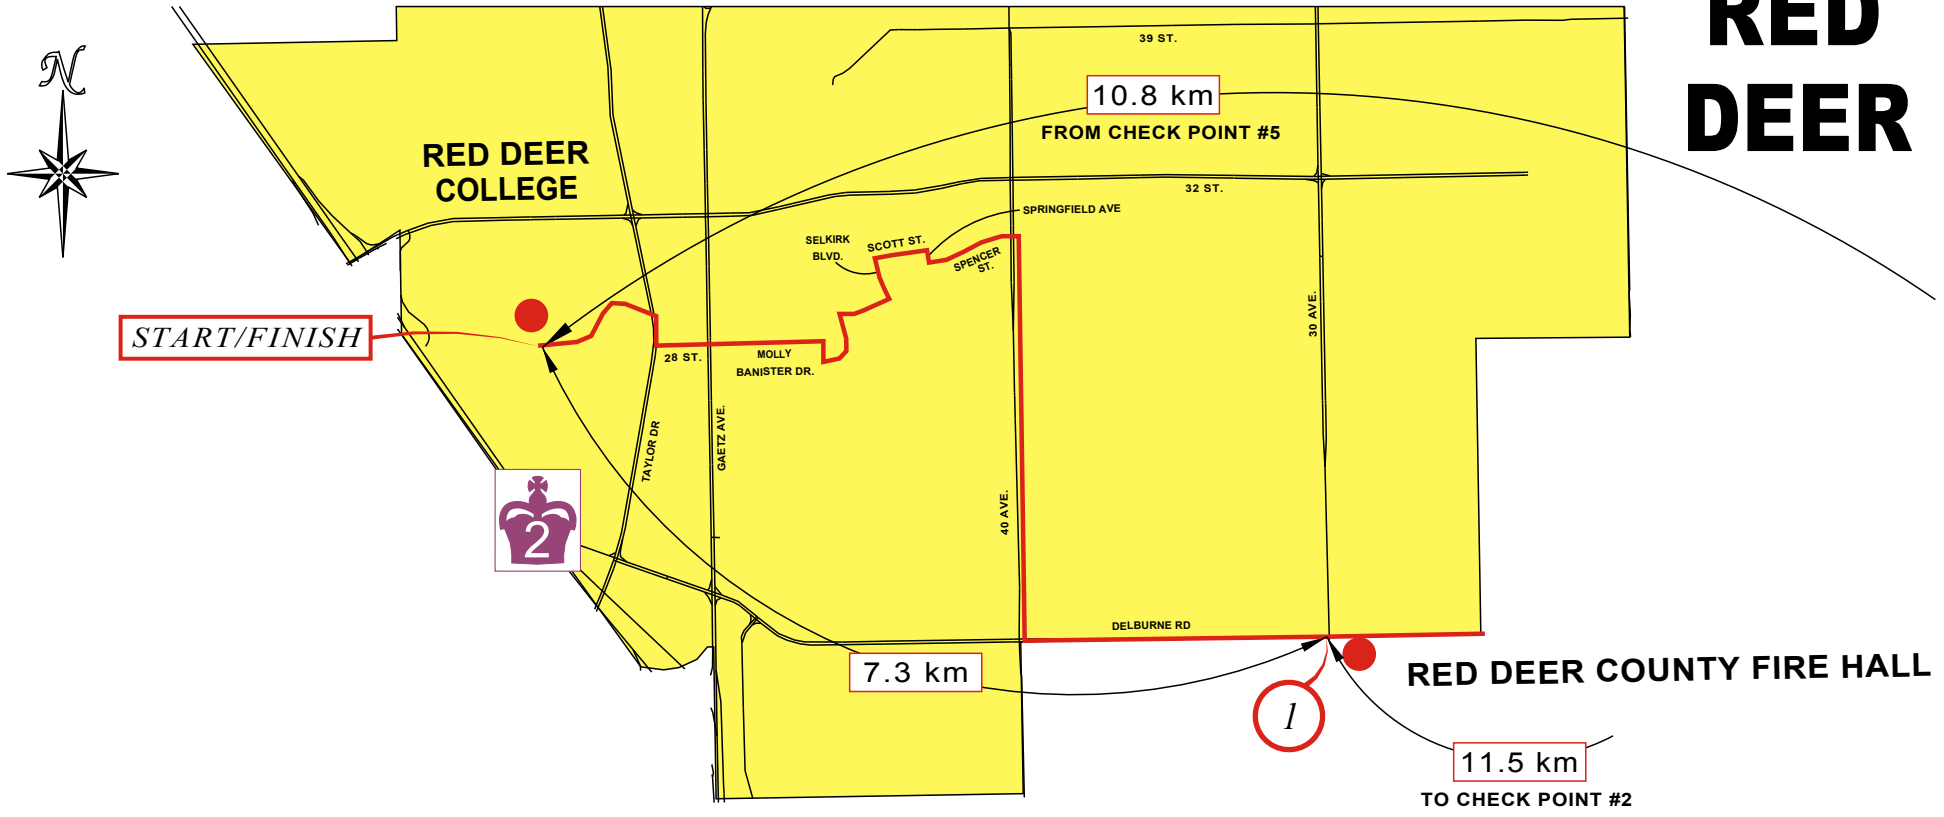 RED
DEER
N
39 ST.
10.8 km
FROM CHECK POINT #5
RED DEER
COLLEGE
32 ST.
SPRINGFIELD AVE
SELKIRK
BLVD.
SCOTT ST.
SPENCER
ST.
START/FINISH
30 AVE.
28 ST.
MOLLY
BANISTER DR.
TAYLOR DR
GAETZ AVE.
40 AVE.
2
DELBURNE RD
7.3 km
RED DEER COUNTY FIRE HALL
1
11.5 km
TO CHECK POINT #2